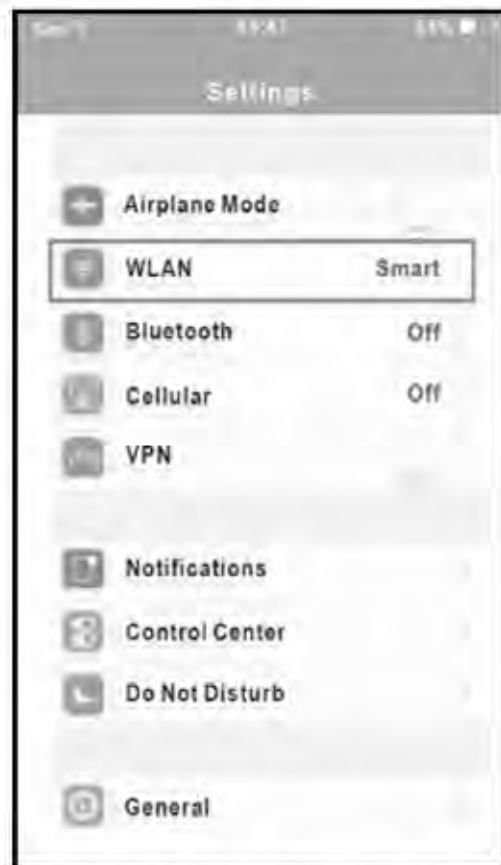 Settings
Airplane Mode
WLAN Smart
Bluetooth Off
Cellular Off
VPN
Notifications
Control Center
Do Not Disturb
General